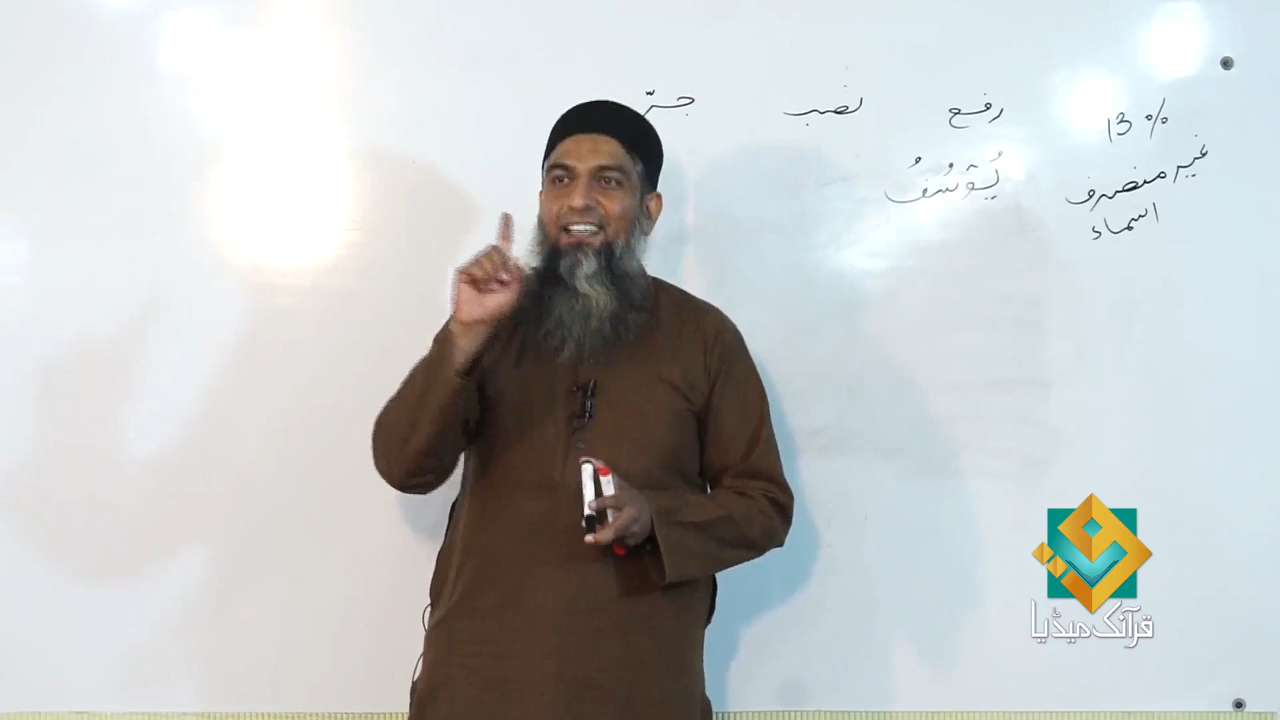 13 % رفع نصب جرّ
غیر منصرف يُوْسُفُ
اسماء
قرآنک میڈیا